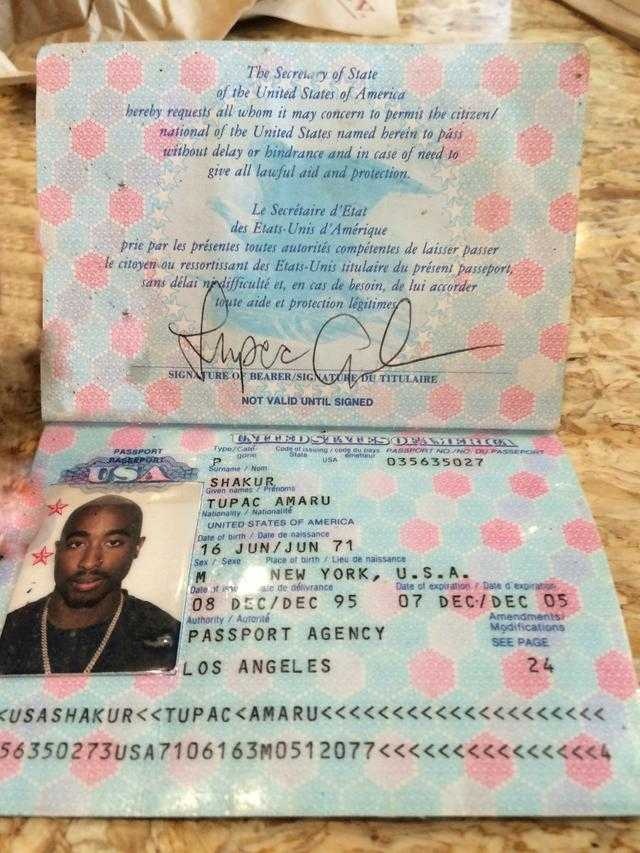 The Secretary of State
of the United States of America
hereby requests all whom it may concern to permit the citizen/
national of the United States named herein to pass
without delay or hindrance and in case of need to
give all lawful aid and protection.
Le Secrétaire d'Etat
des Etats-Unis d'Amérique
prie par les présentes toutes autorités compétentes de laisser passer
le citoyen ou ressortissant des Etats-Unis titulaire du présent passeport,
sans délai ni difficulté et, en cas de besoin, de lui accorder
toute aide et protection légitimes.
SIGNATURE OF BEARER/SIGNATURE DU TITULAIRE
NOT VALID UNTIL SIGNED
UNITED STATES OF AMERICA
PASSPORT
PASSEPORT
USA
Type/Caté-gorie Code of issuing / code du pays PASSPORT NO./NO. DU PASSEPORT
State USA émetteur
P 035635027
Surname / Nom
SHAKUR
Given names / Prénoms
TUPAC AMARU
Nationality / Nationalité
UNITED STATES OF AMERICA
Date of birth / Date de naissance
16 JUN/JUN 71
Sex / Sexe Place of birth / Lieu de naissance
M NEW YORK, U.S.A.
Date of de délivrance Date of expiration / Date d'expiration
08 DEC/DEC 95 07 DEC/DEC 05
Authority / Autorité Amendments/
Modifications
PASSPORT AGENCY SEE PAGE
LOS ANGELES 24
<USASHAKUR<<TUPAC<AMARU<<<<<<<<<<<<<<<<<<<<
56350273USA7106163M0512077<<<<<<<<<<<<<<<4